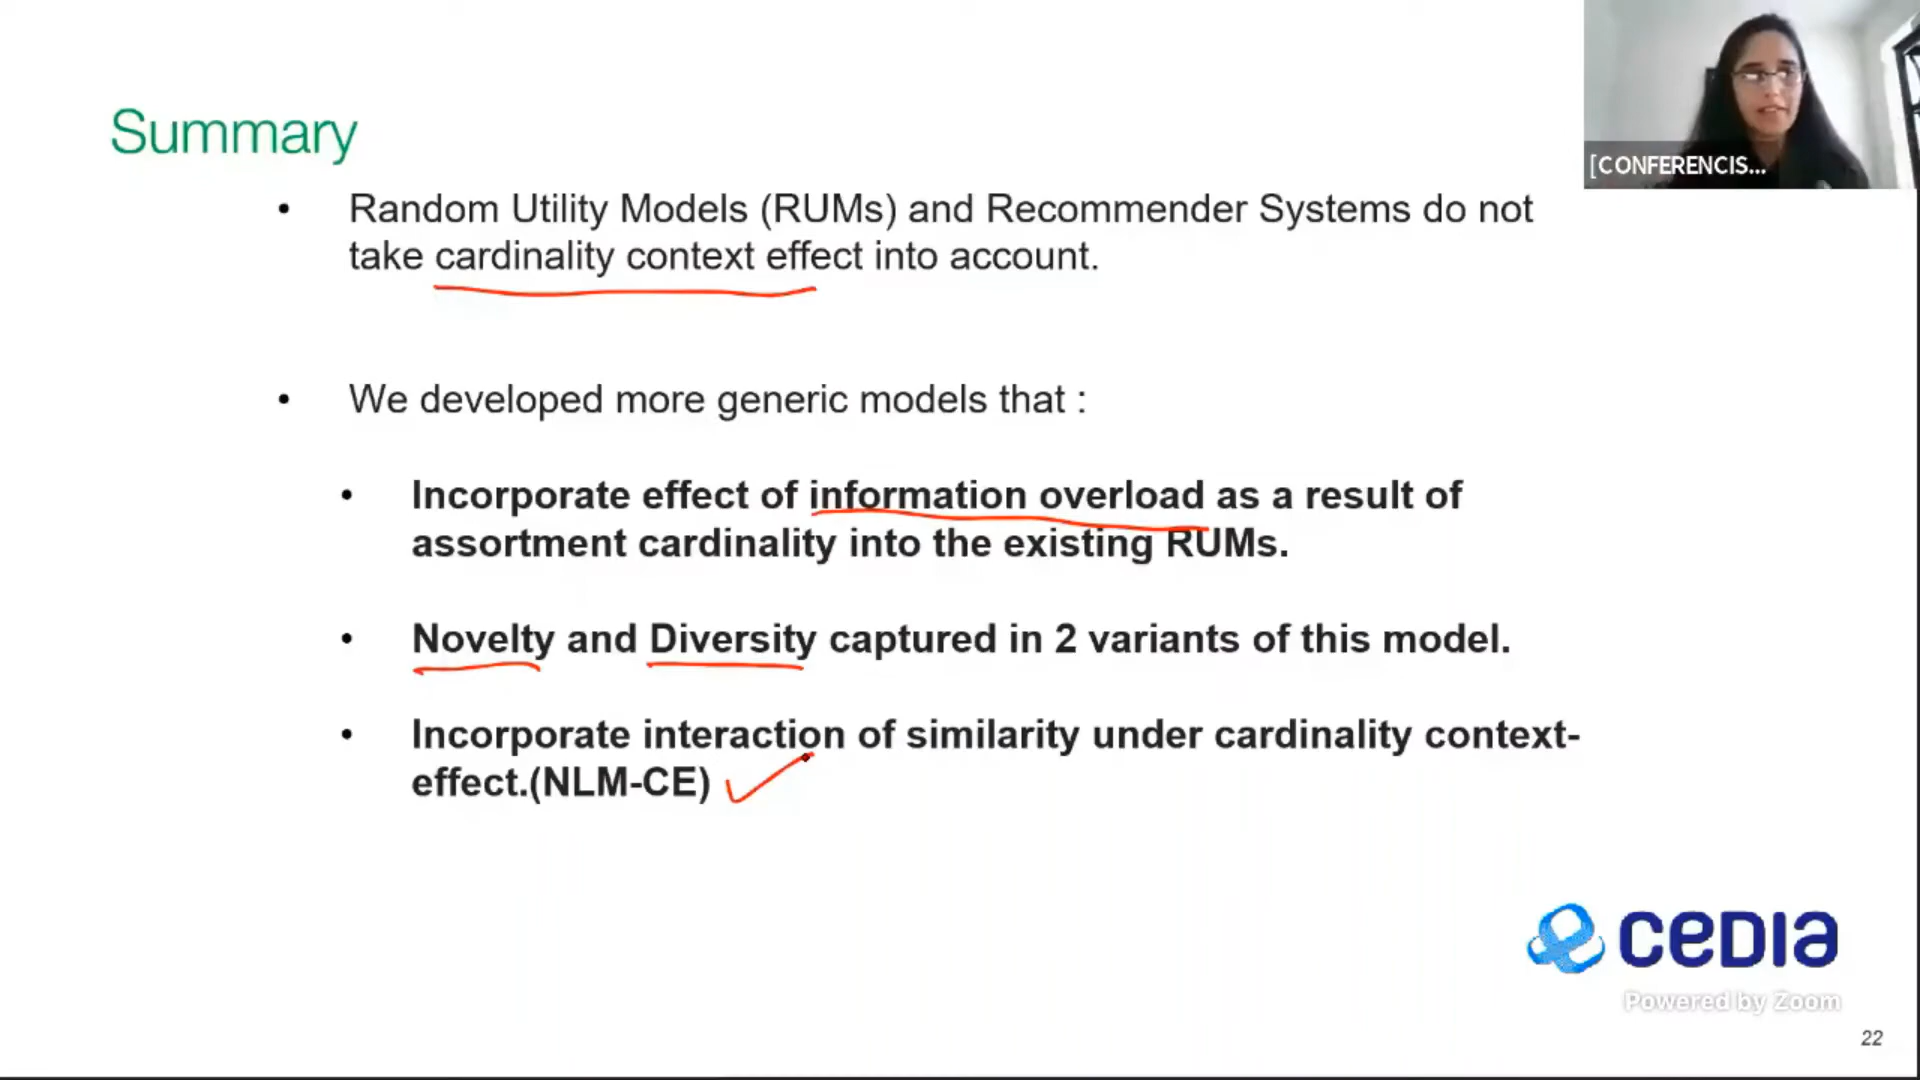 [CONFERENCIS...
Summary
• Random Utility Models (RUMs) and Recommender Systems do not
take cardinality context effect into account.
• We developed more generic models that :
• Incorporate effect of information overload as a result of
assortment cardinality into the existing RUMs.
• Novelty and Diversity captured in 2 variants of this model.
• Incorporate interaction of similarity under cardinality context-
effect.(NLM-CE)
CEDIA
Powered by Zoom
22